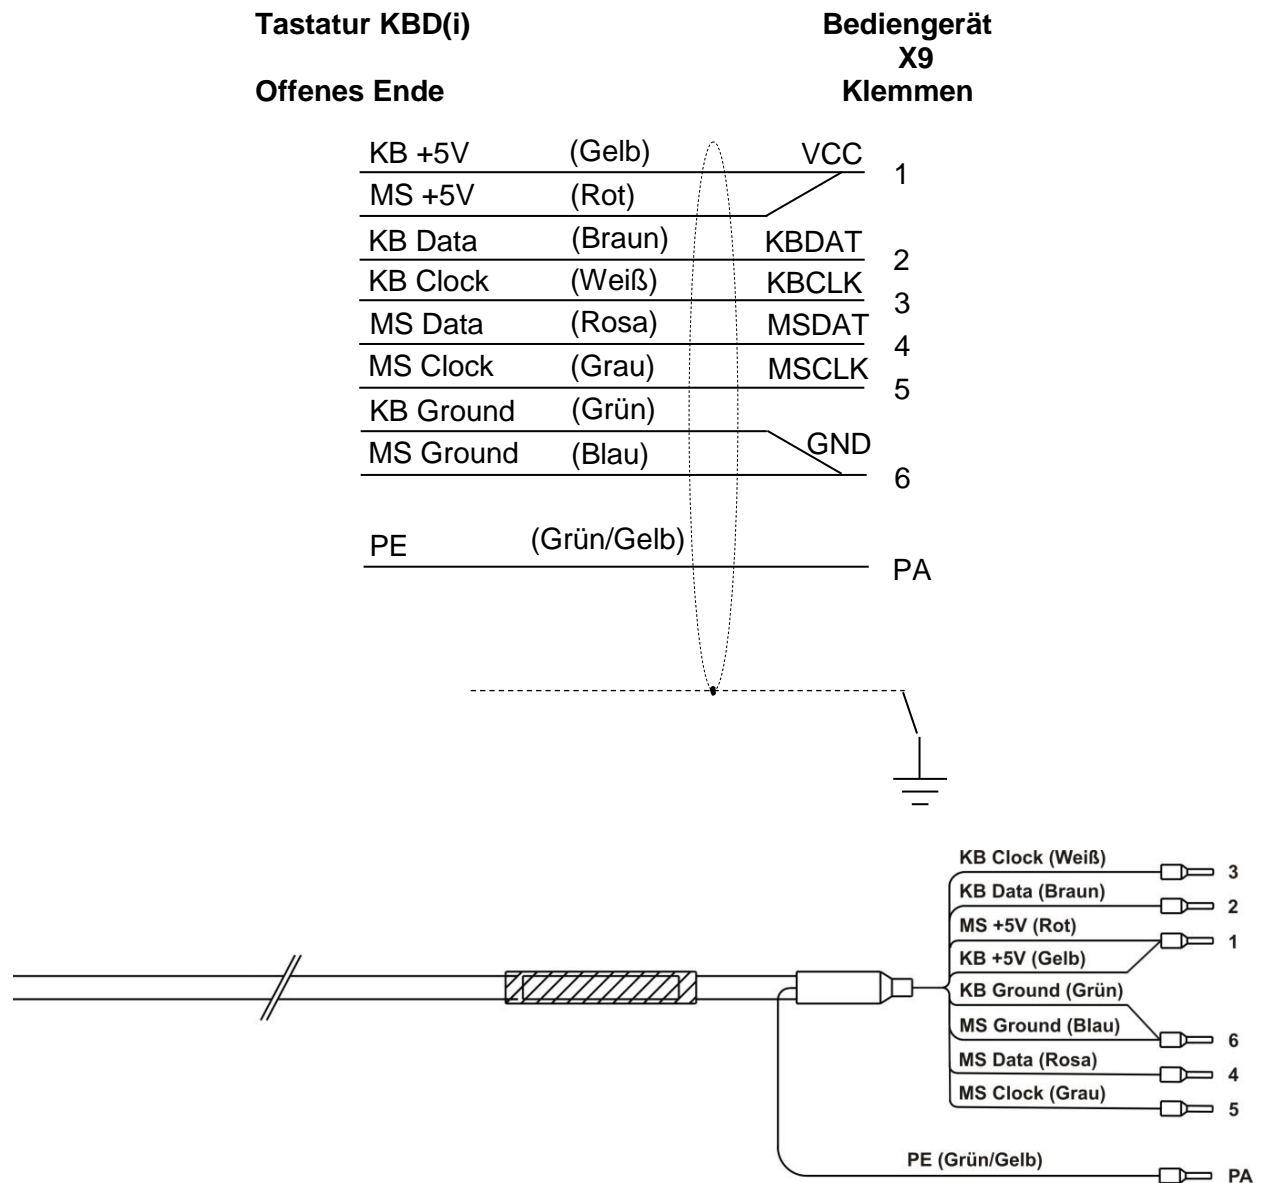 Tastatur KBD(i) Bediengerät
X9
Offenes Ende Klemmen
KB +5V (Gelb) VCC 1
MS +5V (Rot)
KB Data (Braun) KBDAT 2
KB Clock (Weiß) KBCLK 3
MS Data (Rosa) MSDAT 4
MS Clock (Grau) MSCLK 5
KB Ground (Grün)
MS Ground (Blau) GND 6
PE (Grün/Gelb) PA
KB Clock (Weiß) 3
KB Data (Braun) 2
MS +5V (Rot) 1
KB +5V (Gelb)
KB Ground (Grün)
MS Ground (Blau) 6
MS Data (Rosa) 4
MS Clock (Grau) 5
PE (Grün/Gelb) PA